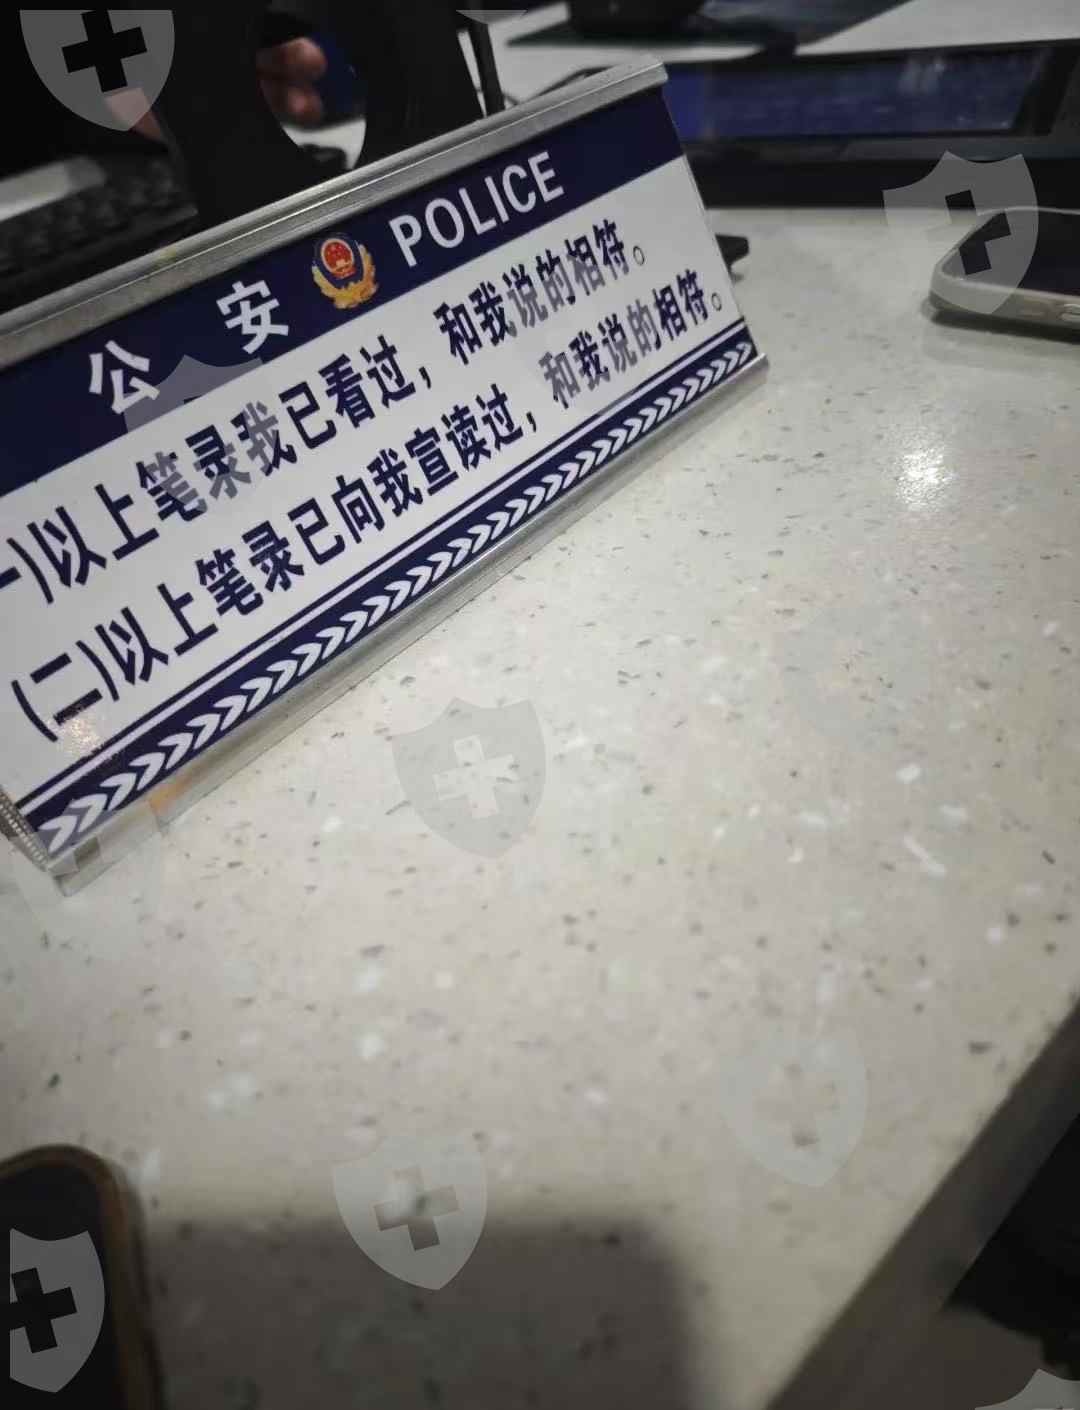 公安 POLICE
一)以上笔录我已看过，和我说的相符。
(二)以上笔录已向我宣读过，和我说的相符。